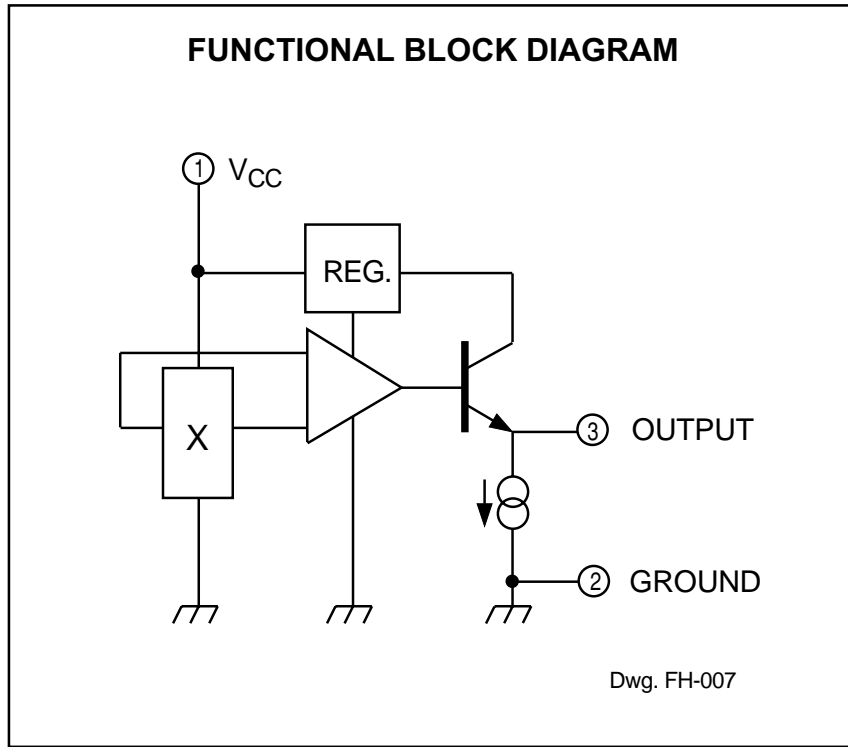 FUNCTIONAL BLOCK DIAGRAM
1 VCC
REG.
X
3 OUTPUT
2 GROUND
Dwg. FH-007